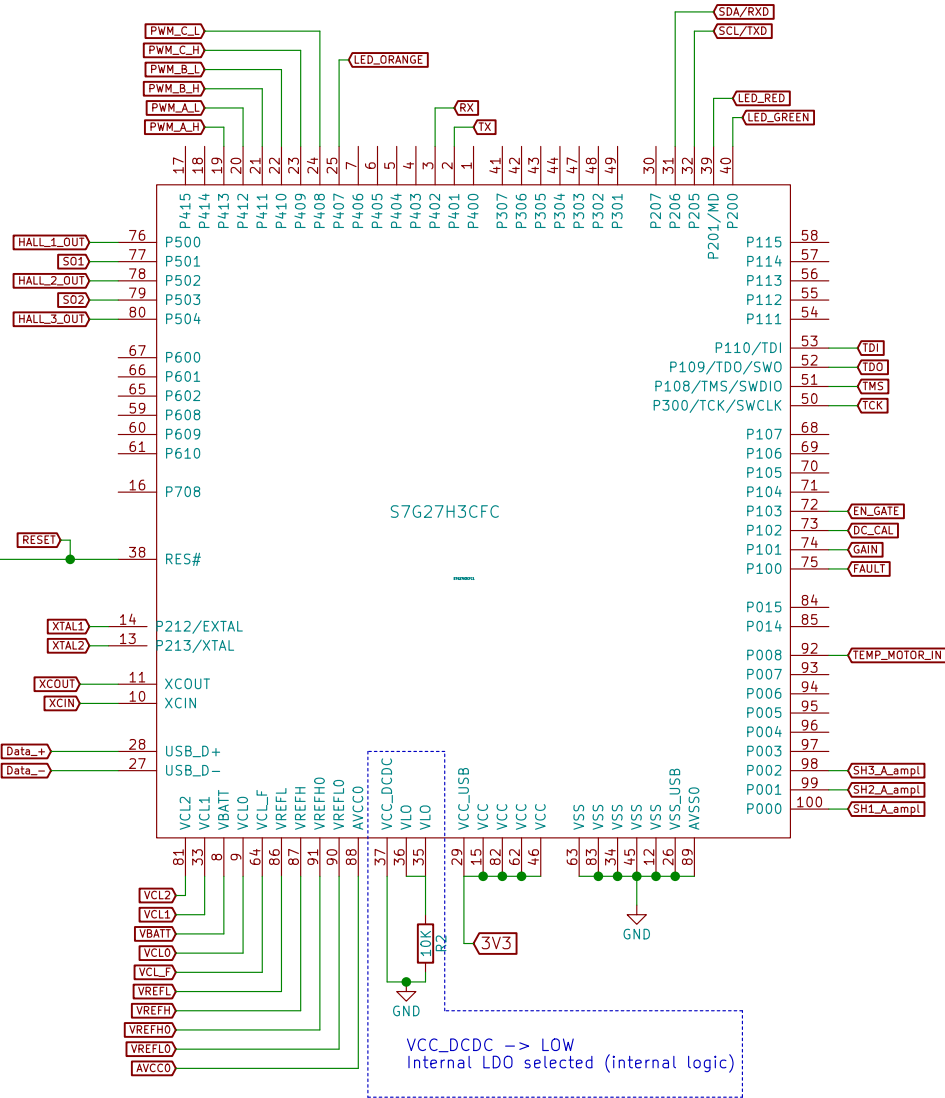 SDA/RXD
PWM_C_L
SCL/TXD
PWM_C_H
LED_ORANGE
PWM_B_L
PWM_B_H
LED_RED
PWM_A_L
RX
LED_GREEN
PWM_A_H
TX
17 18 19 20 21 22 23 24 25 7 6 5 4 3 2 1 41 42 43 44 47 48 49 30 31 32 39 40
P415 P414 P413 P412 P411 P410 P409 P408 P407 P406 P405 P404 P403 P402 P401 P400 P307 P306 P305 P304 P303 P302 P301 P207 P206 P205 P201/MD P200
HALL_1_OUT 76 P500
SO1 77 P501
HALL_2_OUT 78 P502
SO2 79 P503
HALL_3_OUT 80 P504
67 P600
66 P601
65 P602
59 P608
60 P609
61 P610
16 P708
RESET
38 RES#
XTAL1 14 P212/EXTAL
XTAL2 13 P213/XTAL
XCOUT 11 XCOUT
XCIN 10 XCIN
Data_+ 28 USB_D+
Data_- 27 USB_D-
S7G27H3CFC
P115 58
P114 57
P113 56
P112 55
P111 54
P110/TDI 53 TDI
P109/TDO/SWO 52 TDO
P108/TMS/SWDIO 51 TMS
P300/TCK/SWCLK 50 TCK
P107 68
P106 69
P105 70
P104 71
P103 72 EN_GATE
P102 73 DC_CAL
P101 74 GAIN
P100 75 FAULT
P015 84
P014 85
P008 92 TEMP_MOTOR_IN
P007 93
P006 94
P005 95
P004 96
P003 97
P002 98 SH3_A_ampl
P001 99 SH2_A_ampl
P000 100 SH1_A_ampl
VCL2 VCL1 VBATT VCL0 VCL_F VREFL VREFH VREFH0 VREFL0 AVCC0 VCC_DCDC VLO VLO VCC_USB VCC VCC VCC VCC VSS VSS VSS VSS VSS VSS_USB AVSS0
81 33 8 9 64 86 87 91 90 88 37 36 35 29 15 82 62 46 63 83 34 45 12 26 89
VCL2
VCL1
VBATT
VCL0
VCL_F
VREFL
VREFH
VREFH0
VREFL0
AVCC0
10K
R2
3V3
GND
GND
VCC_DCDC -> LOW
Internal LDO selected (internal logic)